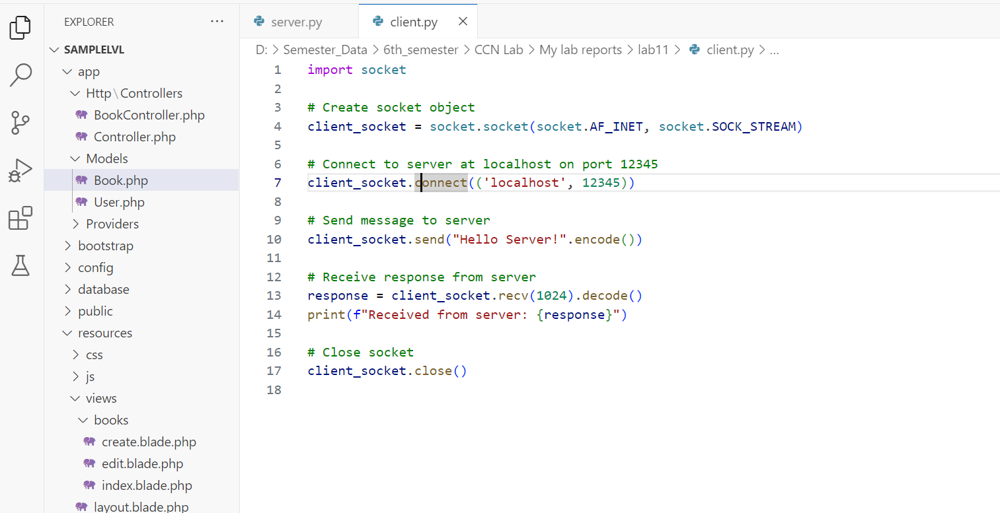 EXPLORER ...
SAMPLELVL
app
Http\Controllers
BookController.php
Controller.php
Models
Book.php
User.php
Providers
bootstrap
config
database
public
resources
css
js
views
books
create.blade.php
edit.blade.php
index.blade.php
layout.blade.php
server.py client.py
D: > Semester_Data > 6th_semester > CCN Lab > My lab reports > lab11 > client.py > ...
1 import socket
2
3 # Create socket object
4 client_socket = socket.socket(socket.AF_INET, socket.SOCK_STREAM)
5
6 # Connect to server at localhost on port 12345
7 client_socket.connect(('localhost', 12345))
8
9 # Send message to server
10 client_socket.send("Hello Server!".encode())
11
12 # Receive response from server
13 response = client_socket.recv(1024).decode()
14 print(f"Received from server: {response}")
15
16 # Close socket
17 client_socket.close()
18